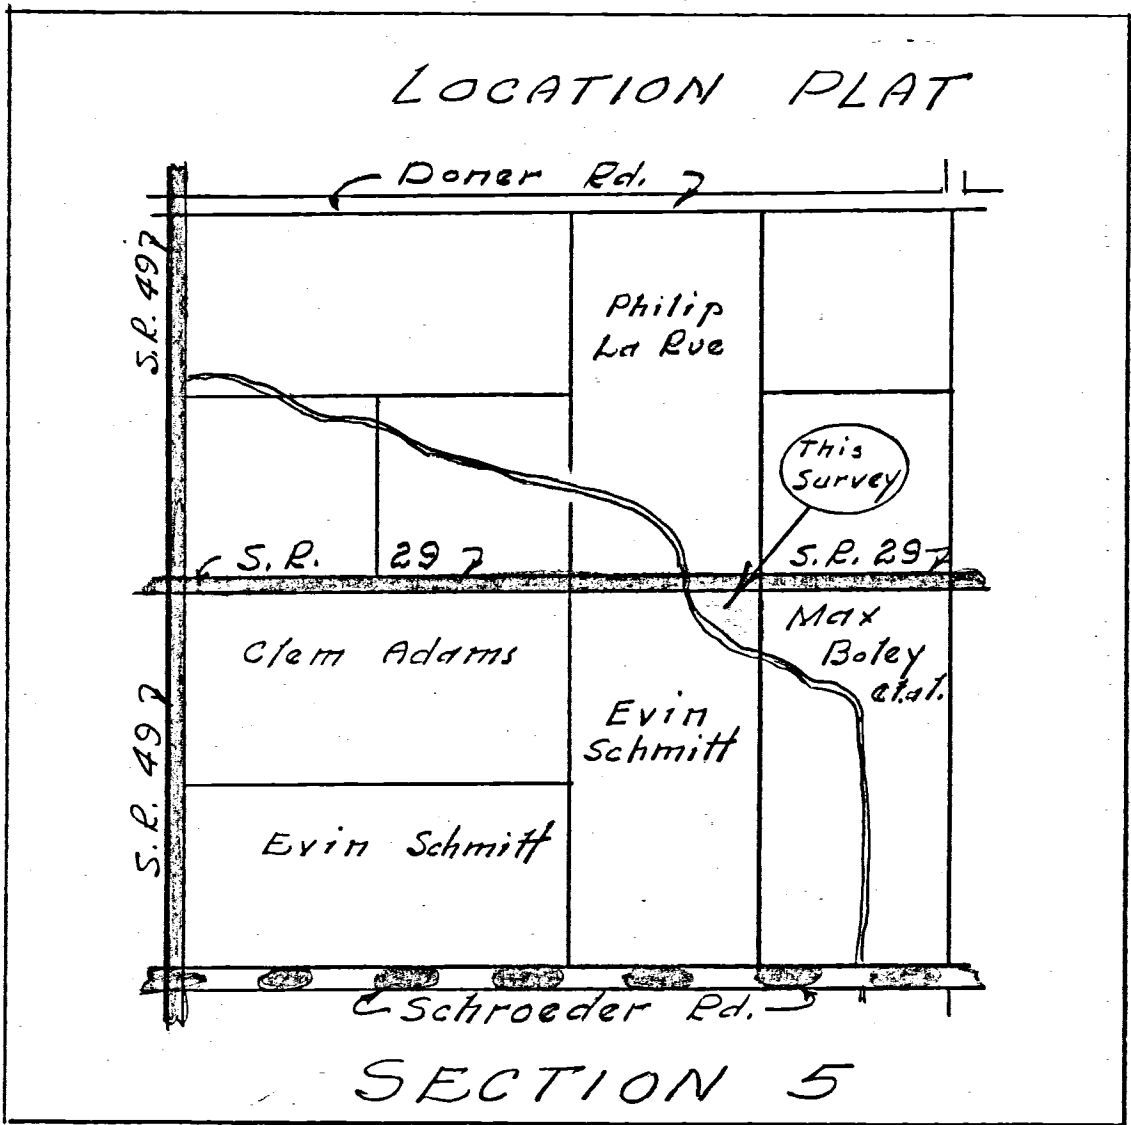 LOCATION PLAT
Doner Rd.
S.R. 49
Philip
La Rue
This
Survey
S.R. 29
S.R. 29
Clem Adams
Max
Boley
et.al.
Evin
Schmitt
S.R. 49
Evin Schmitt
Schroeder Rd.
SECTION 5